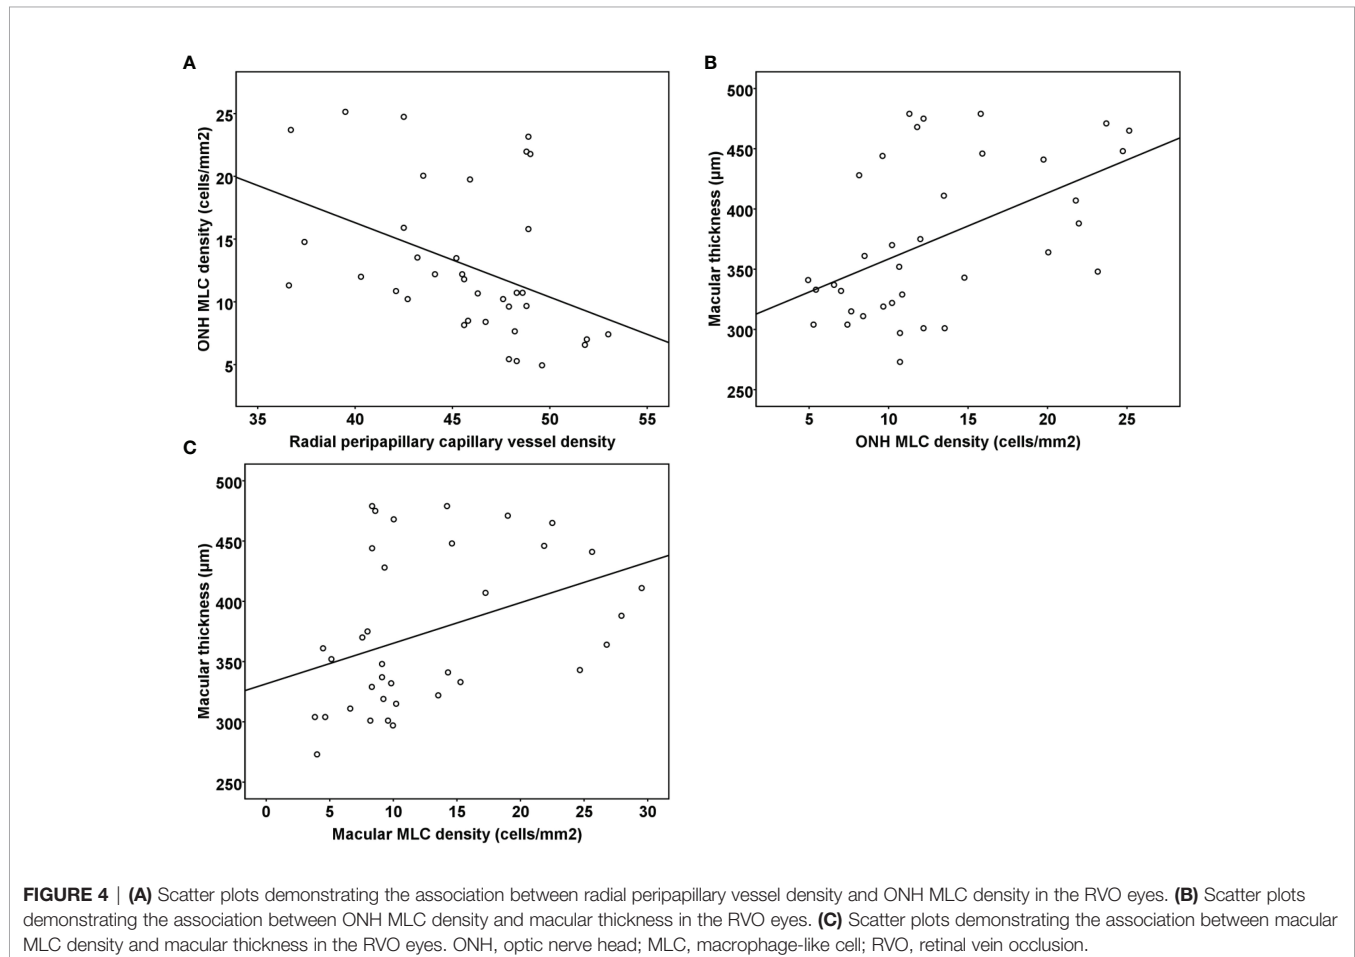 A
ONH MLC density (cells/mm2)
25
20
15
10
5
35 40 45 50 55
Radial peripapillary capillary vessel density
B
Macular thickness (µm)
500
450
400
350
300
250
5 10 15 20 25
ONH MLC density (cells/mm2)
C
Macular thickness (µm)
500
450
400
350
300
250
0 5 10 15 20 25 30
Macular MLC density (cells/mm2)
FIGURE 4 | (A) Scatter plots demonstrating the association between radial peripapillary vessel density and ONH MLC density in the RVO eyes. (B) Scatter plots
demonstrating the association between ONH MLC density and macular thickness in the RVO eyes. (C) Scatter plots demonstrating the association between macular
MLC density and macular thickness in the RVO eyes. ONH, optic nerve head; MLC, macrophage-like cell; RVO, retinal vein occlusion.